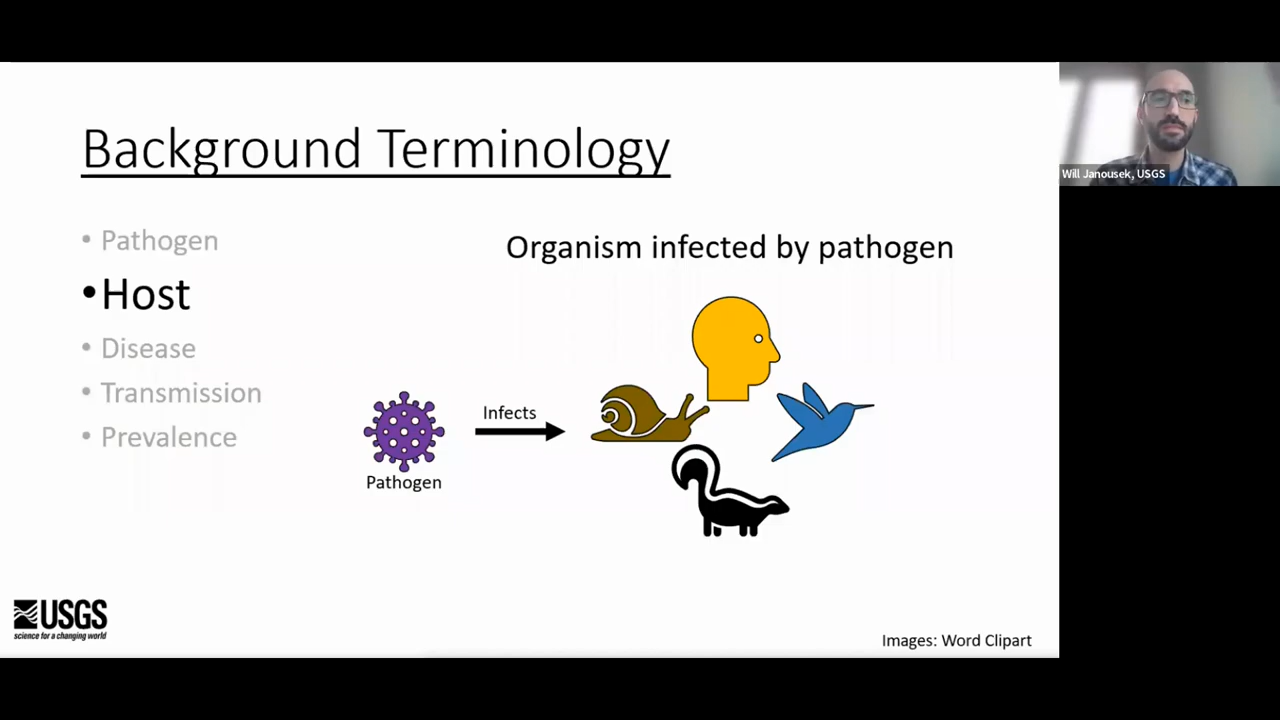 Background Terminology
• Pathogen
•Host
• Disease
• Transmission
• Prevalence
Organism infected by pathogen
Infects
Pathogen
USGS
science for a changing world
Images: Word Clipart
Will Janousek, USGS